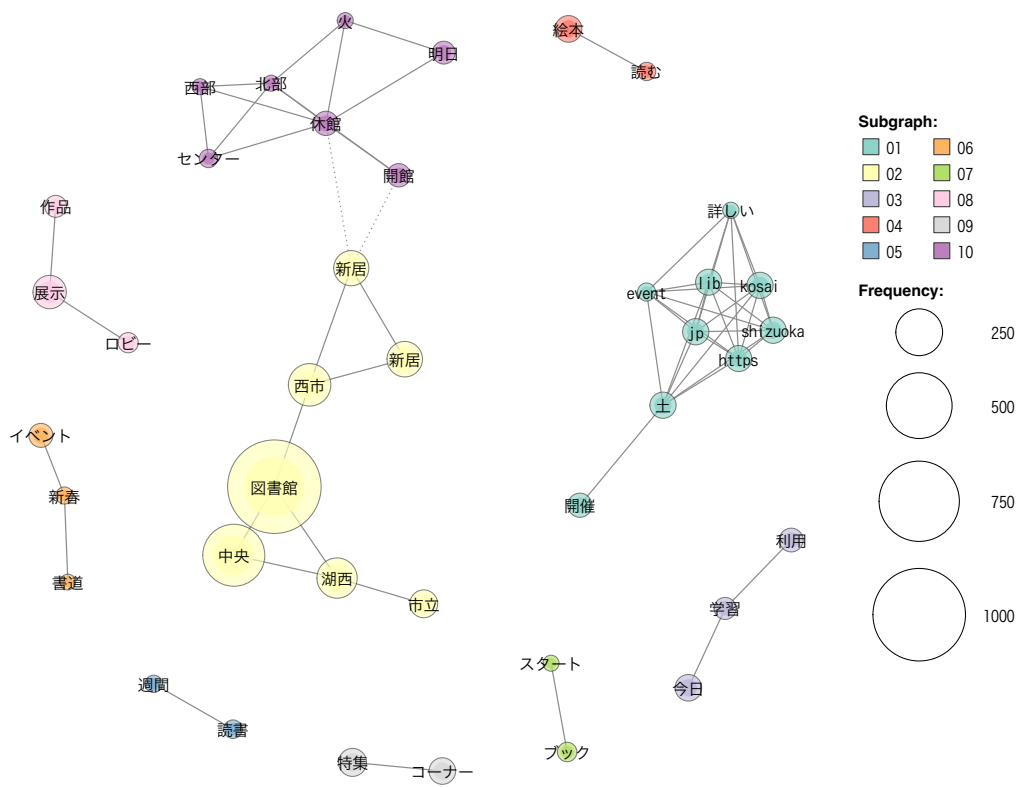 火
絵本
明日
読む
北部
西部
休館
センター
開館
作品
詳しい
新居
展示
lib
kosai
event
jp
shizuoka
ロビー
新居
https
西市
土
イベント
図書館
新春
開催
中央
利用
湖西
書道
市立
学習
スタート
週間
今日
読書
ブック
特集
コーナー
Subgraph:
01 06
02 07
03 08
04 09
05 10
Frequency:
250
500
750
1000